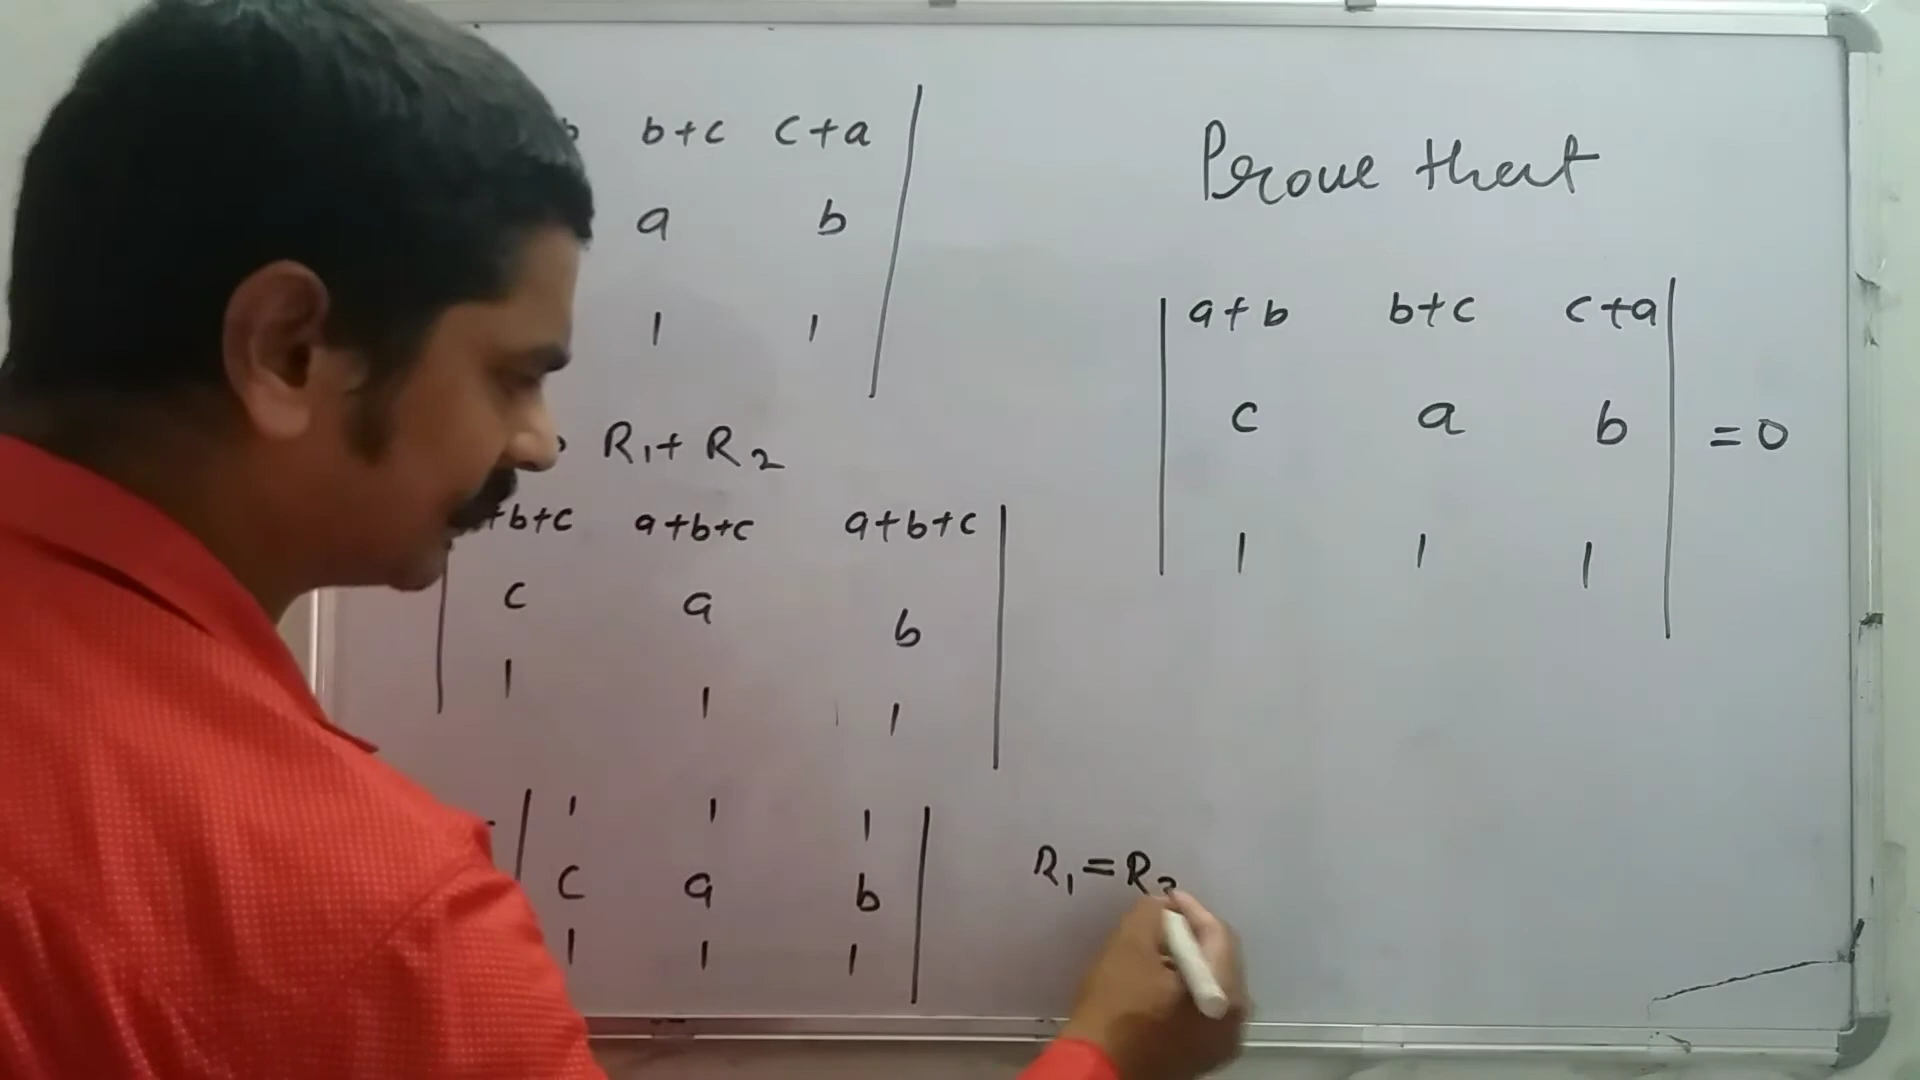 b+c c+a
a b
1 1
R₁+ R₂
+b+c a+b+c a+b+c
c a b
1 1 1
1 1 1
c a b
1 1 1
R₁=R₃
Prove that
a+b b+c c+a
c a b =0
1 1 1